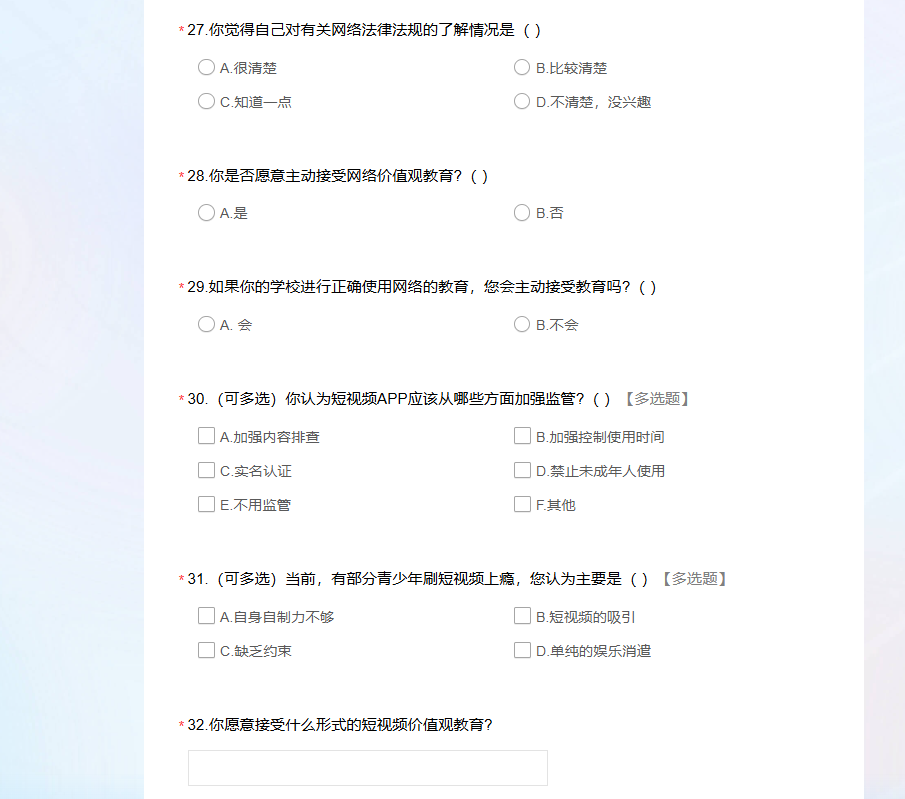 *27.你觉得自己对有关网络法律法规的了解情况是（ ）
A.很清楚 B.比较清楚
C.知道一点 D.不清楚，没兴趣
*28.你是否愿意主动接受网络价值观教育？( )
A.是 B.否
*29.如果你的学校进行正确使用网络的教育，您会主动接受教育吗？( )
A. 会 B.不会
*30.（可多选）你认为短视频APP应该从哪些方面加强监管？( ) 【多选题】
A.加强内容排查 B.加强控制使用时间
C.实名认证 D.禁止未成年人使用
E.不用监管 F.其他
*31.（可多选）当前，有部分青少年刷短视频上瘾，您认为主要是（ ）【多选题】
A.自身自制力不够 B.短视频的吸引
C.缺乏约束 D.单纯的娱乐消遣
*32.你愿意接受什么形式的短视频价值观教育？